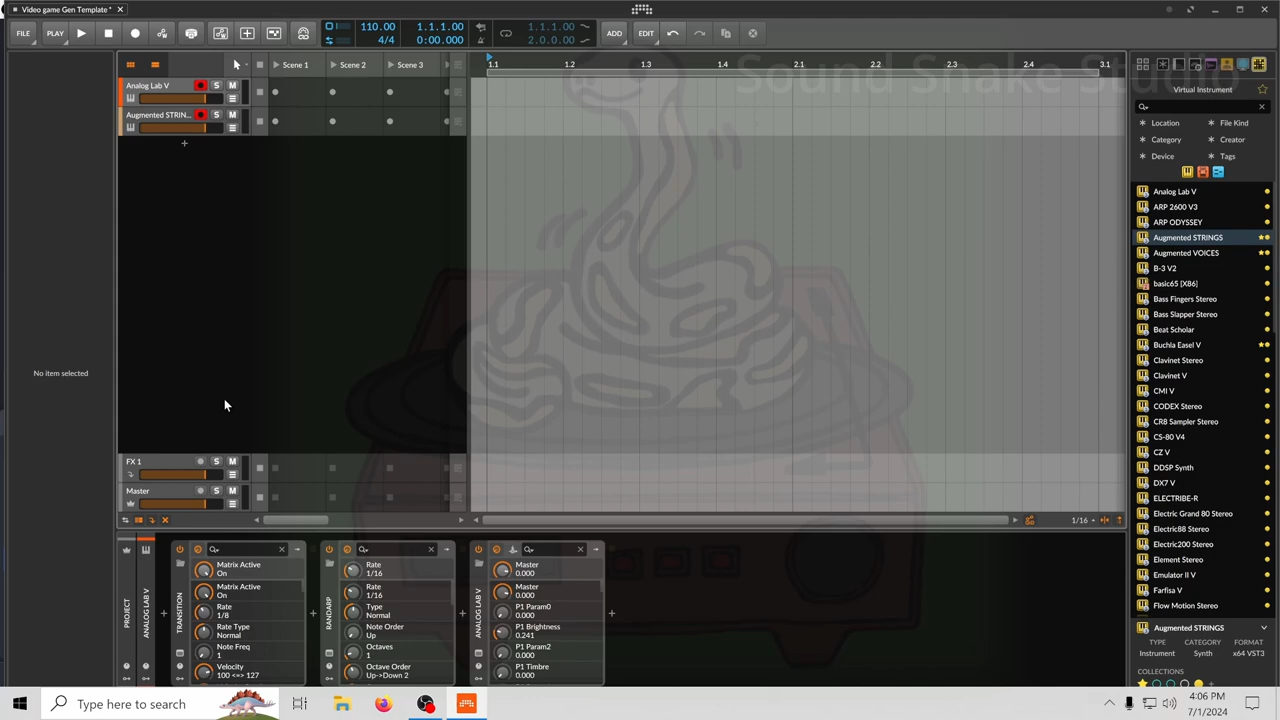 Video game Gen Template *
FILE PLAY 110.00 4/4 1.1.1.00 0:00.000 1.1.1.00 2.0.0.00 ADD EDIT
Scene 1 Scene 2 Scene 3 1.1 1.2 1.3 1.4 2.1 2.2 2.3 2.4 3.1
Sound Snake Studio
Analog Lab V S M
Augmented STRIN... S M
+
No item selected
FX 1 S M
Master S M
1/16
Virtual Instrument
Location File Kind
Category Creator
Device Tags
Analog Lab V
ARP 2600 V3
ARP ODYSSEY
Augmented STRINGS
Augmented VOICES
B-3 V2
basic65 [X86]
Bass Fingers Stereo
Bass Slapper Stereo
Beat Scholar
Buchla Easel V
Clavinet Stereo
Clavinet V
CMI V
CODEX Stereo
CR8 Sampler Stereo
CS-80 V4
CZ V
DDSP Synth
DX7 V
ELECTRIBE-R
Electric Grand 80 Stereo
Electric88 Stereo
Electric200 Stereo
Element Stereo
Emulator II V
Farfisa V
Flow Motion Stereo
Augmented STRINGS
TYPE CATEGORY FORMAT
Instrument Synth x64 VST3
COLLECTIONS
PROJECT
ANALOG LAB V
TRANSITION
Matrix Active
On
Matrix Active
On
Rate
1/8
Rate Type
Normal
Note Freq
1
Velocity
100 <=> 127
RANDARP
Rate
1/16
Rate
1/16
Type
Normal
Note Order
Up
Octaves
1
Octave Order
Up->Down 2
ANALOG LAB V
Master
0.000
Master
0.000
P1 Param0
0.000
P1 Brightness
0.241
P1 Param2
0.000
P1 Timbre
0.000
Type here to search
4:06 PM
7/1/2024